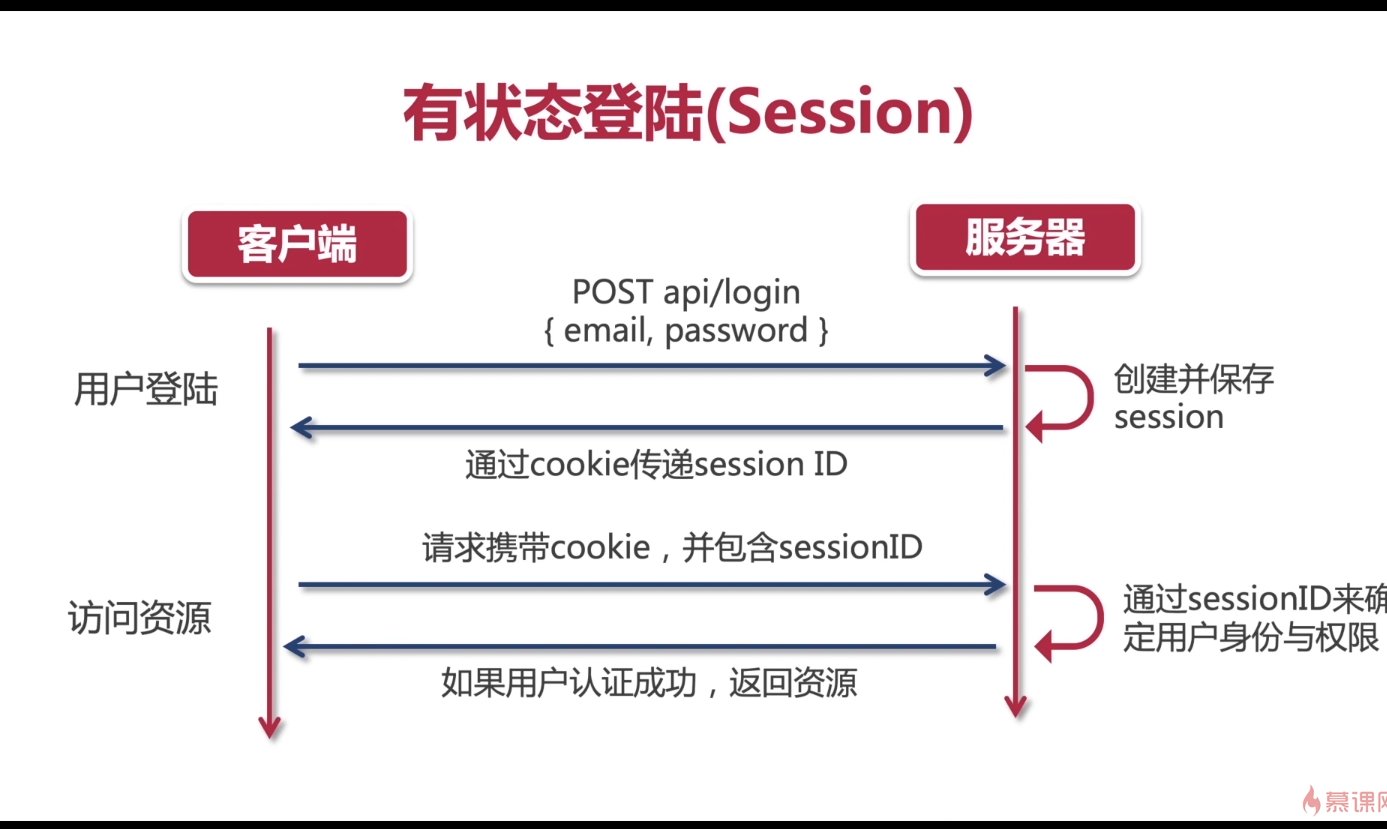 有状态登陆(Session)
客户端
服务器
POST api/login
{ email, password }
用户登陆
创建并保存
session
通过cookie传递session ID
请求携带cookie，并包含sessionID
访问资源
通过sessionID来确
定用户身份与权限
如果用户认证成功，返回资源
慕课网